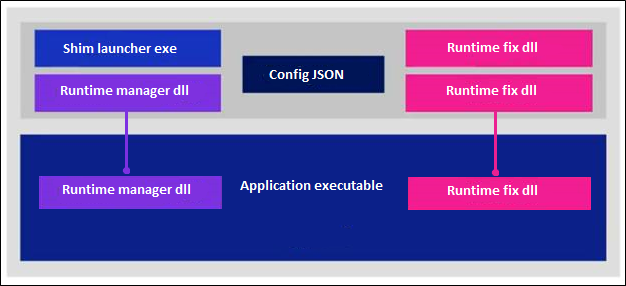 Shim launcher exe
Runtime manager dll
Config JSON
Runtime fix dll
Runtime fix dll
Runtime manager dll
Application executable
Runtime fix dll